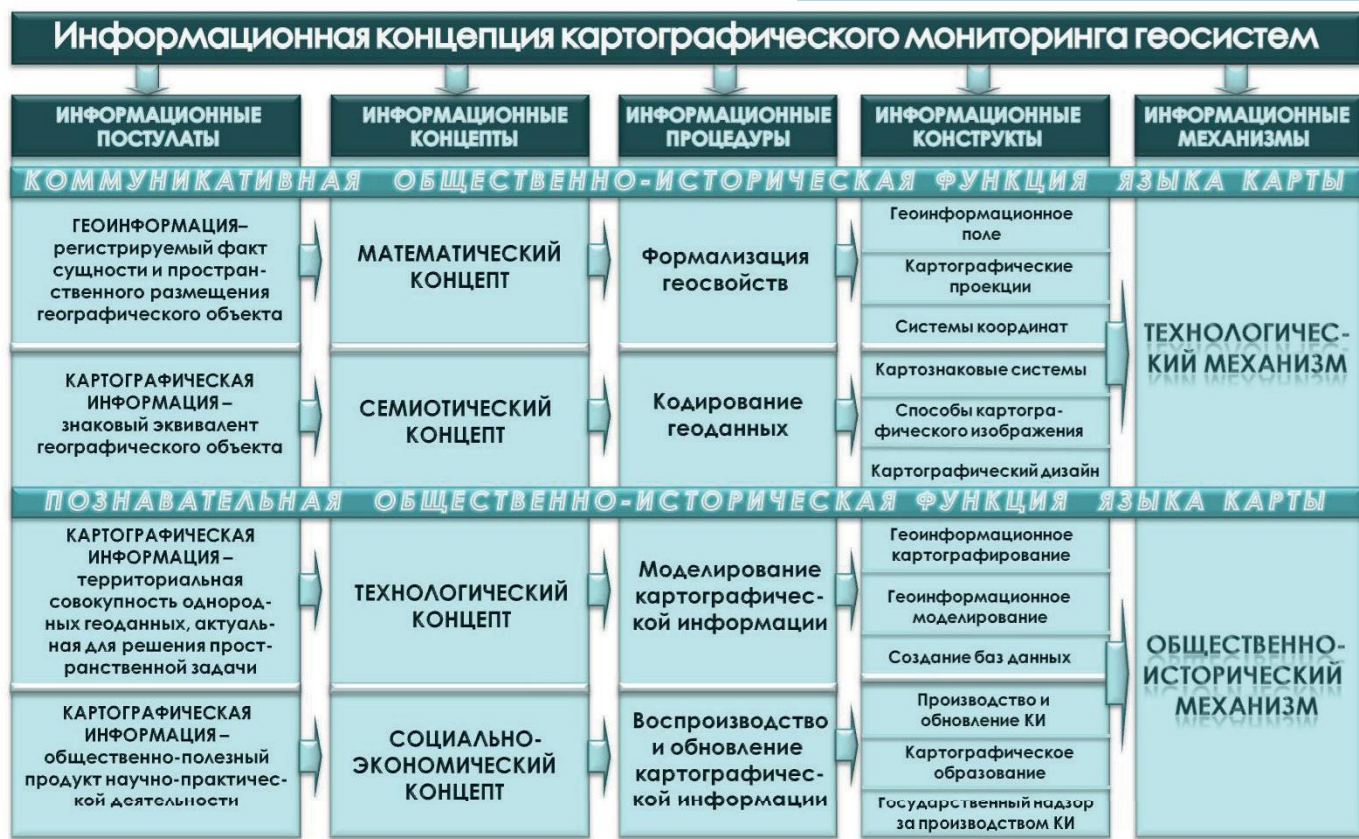 Информационная концепция картографического мониторинга геосистем
ИНФОРМАЦИОННЫЕ
ПОСТУЛАТЫ
ИНФОРМАЦИОННЫЕ
КОНЦЕПТЫ
ИНФОРМАЦИОННЫЕ
ПРОЦЕДУРЫ
ИНФОРМАЦИОННЫЕ
КОНСТРУКТЫ
ИНФОРМАЦИОННЫЕ
МЕХАНИЗМЫ
КОММУНИКАТИВНАЯ ОБЩЕСТВЕННО-ИСТОРИЧЕСКАЯ ФУНКЦИЯ ЯЗЫКА КАРТЫ
ГЕОИНФОРМАЦИЯ–
регистрируемый факт
сущности и простран-
ственного размещения
географического объекта
МАТЕМАТИЧЕСКИЙ
КОНЦЕПТ
Формализация
геосвойств
Геоинформационное
поле
Картографические
проекции
Системы координат
ТЕХНОЛОГИЧЕС-
КИЙ МЕХАНИЗМ
КАРТОГРАФИЧЕСКАЯ
ИНФОРМАЦИЯ –
знаковый эквивалент
географического объекта
СЕМИОТИЧЕСКИЙ
КОНЦЕПТ
Кодирование
геоданных
Картознаковые системы
Способы картогра-
фического изображения
Картографический дизайн
ПОЗНАВАТЕЛЬНАЯ ОБЩЕСТВЕННО-ИСТОРИЧЕСКАЯ ФУНКЦИЯ ЯЗЫКА КАРТЫ
КАРТОГРАФИЧЕСКАЯ
ИНФОРМАЦИЯ –
территориальная
совокупность однород-
ных геоданных, актуаль-
ная для решения прост-
ранственной задачи
ТЕХНОЛОГИЧЕСКИЙ
КОНЦЕПТ
Моделирование
картографичес-
кой информации
Геоинформационное
картографирование
Геоинформационное
моделирование
Создание баз данных
ОБЩЕСТВЕННО-
ИСТОРИЧЕСКИЙ
МЕХАНИЗМ
КАРТОГРАФИЧЕСКАЯ
ИНФОРМАЦИЯ –
общественно-полезный
продукт научно-практичес-
кой деятельности
СОЦИАЛЬНО-
ЭКОНОМИЧЕСКИЙ
КОНЦЕПТ
Воспроизводство
и обновление
картографичес-
кой информации
Производство и
обновление КИ
Картографическое
образование
Государственный надзор
за производством КИ